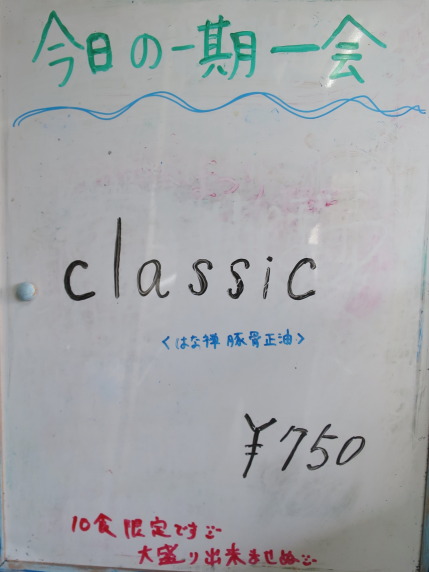 今日の一期一会
classic
<はな禅 豚骨正油>
¥750
10食限定です
大盛り出来ませぬ